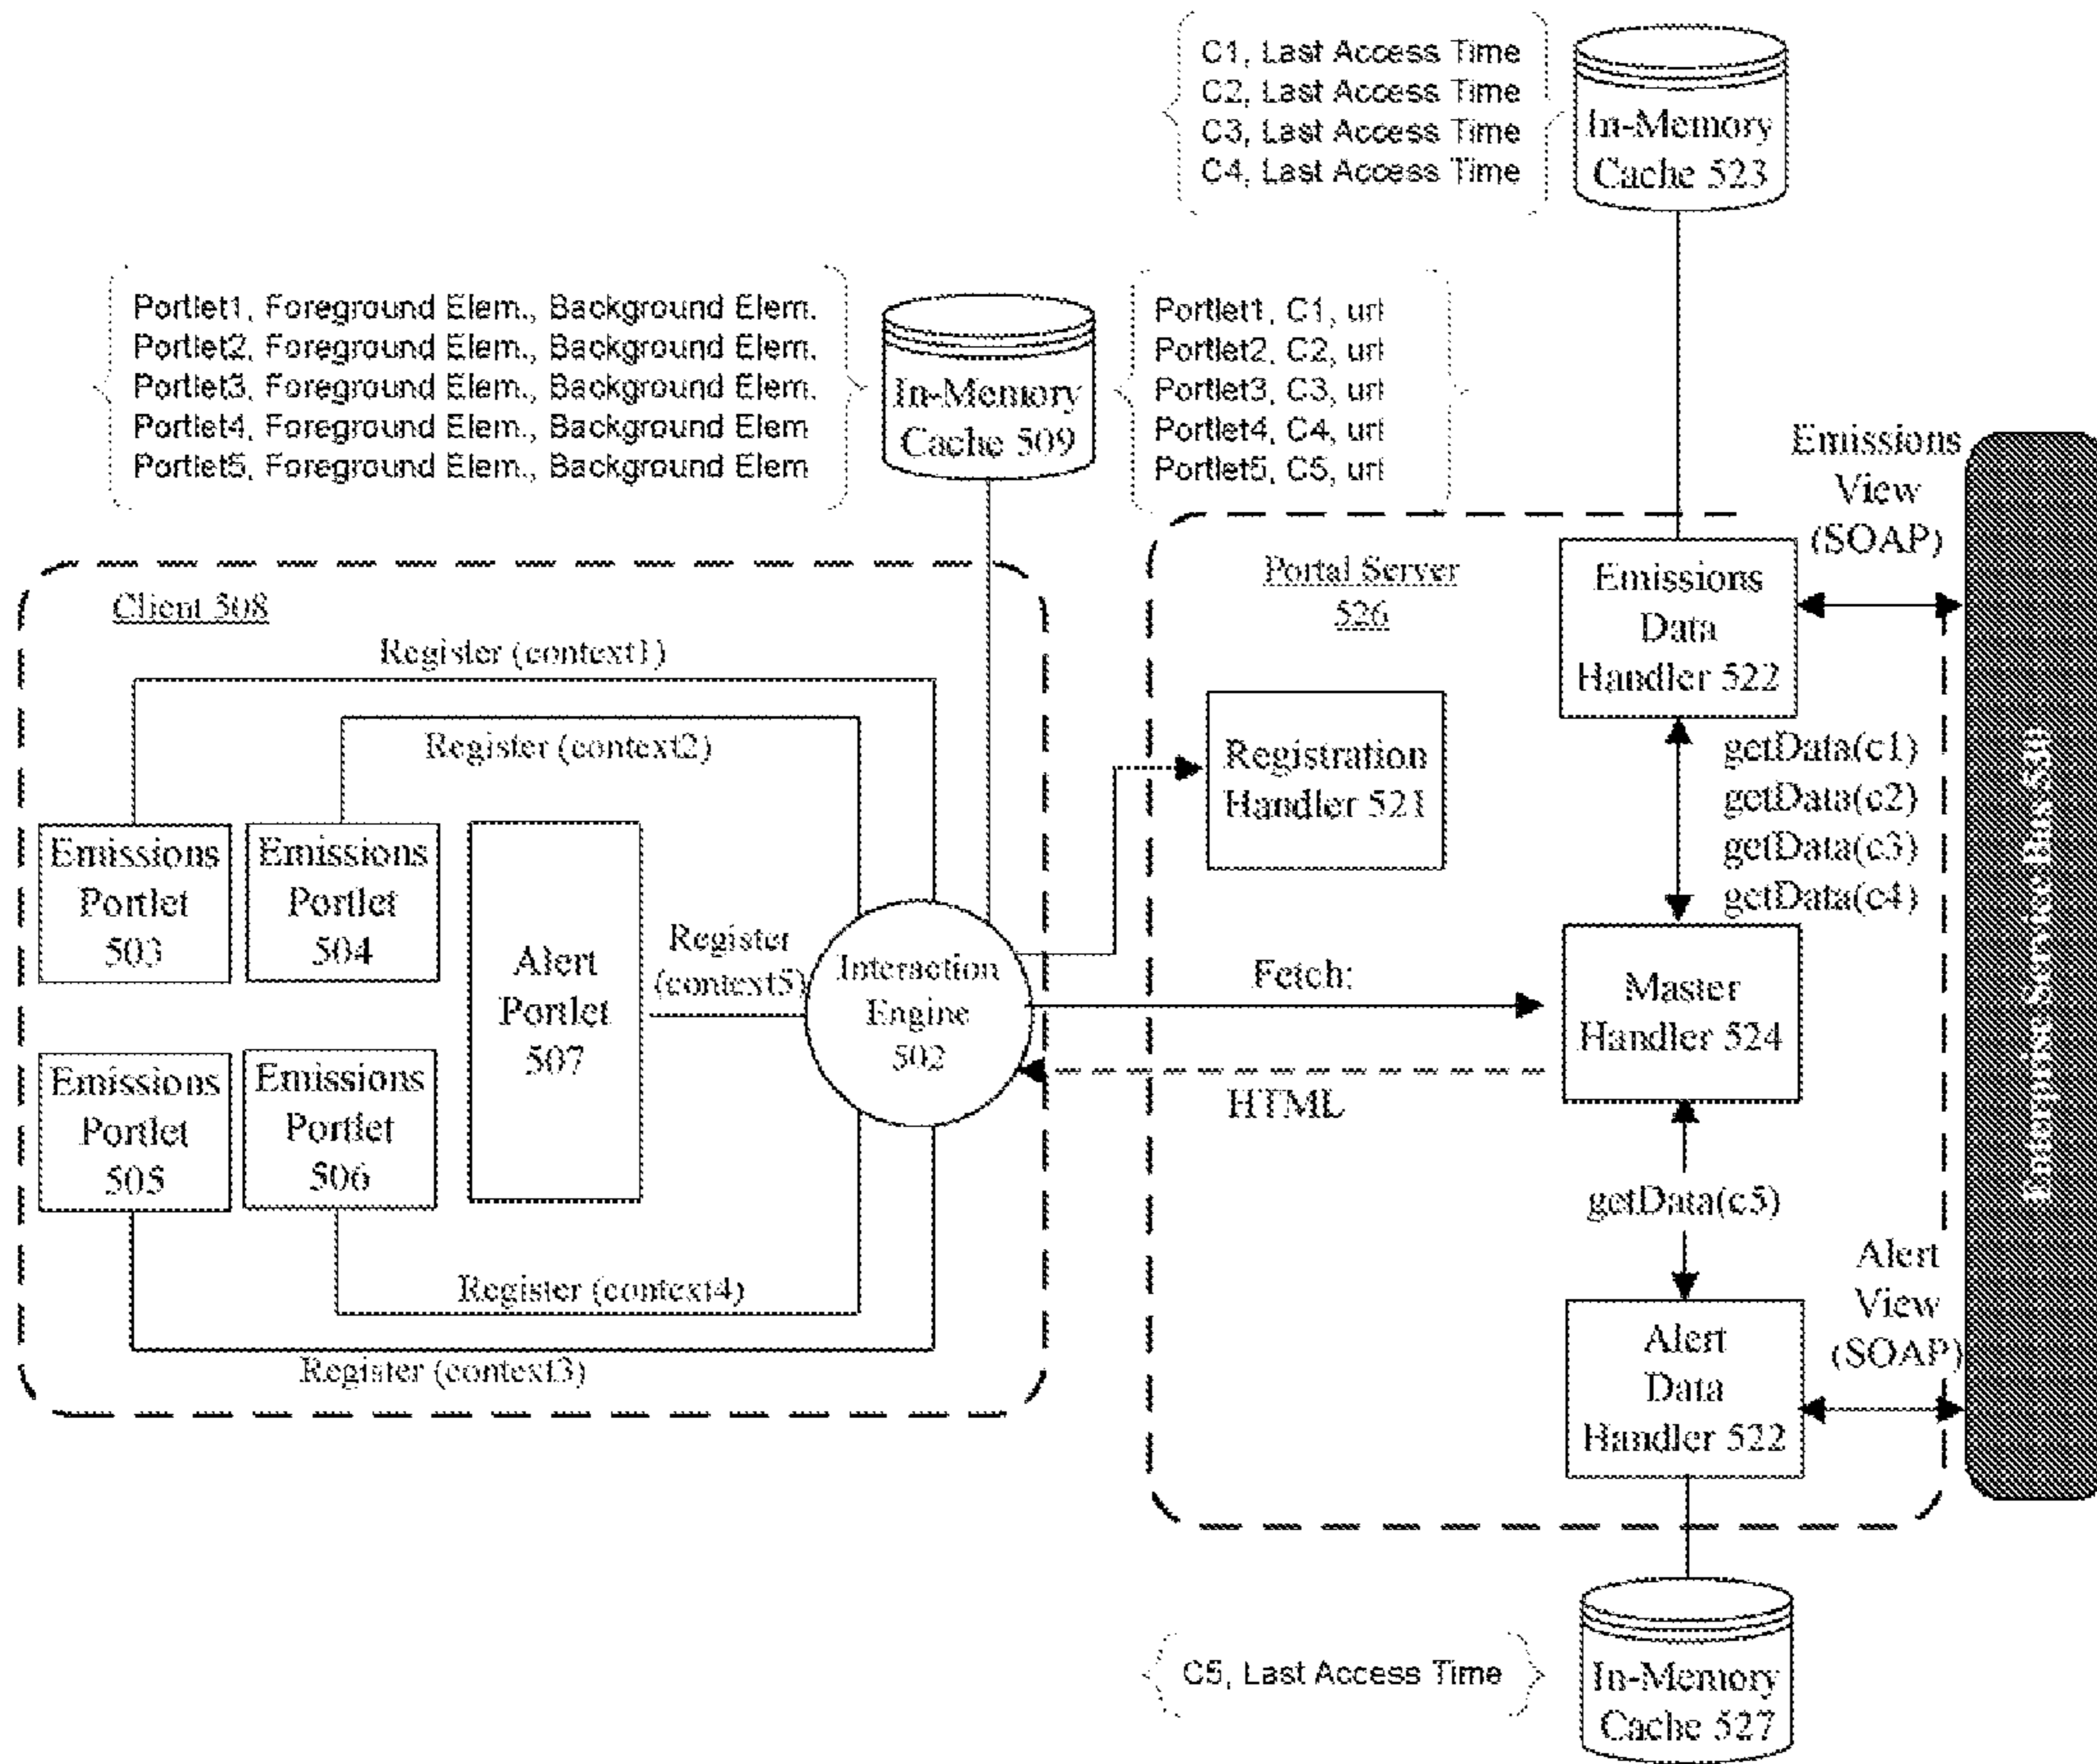 C1, Last Access Time
C2, Last Access Time
C3, Last Access Time
C4, Last Access Time
In-Memory
Cache 523
Portlet1, Foreground Elem., Background Elem.
Portlet2, Foreground Elem., Background Elem.
Portlet3, Foreground Elem., Background Elem.
Portlet4, Foreground Elem., Background Elem
Portlet5, Foreground Elem., Background Elem
In-Memory
Cache 509
Portlet1, C1, url
Portlet2, C2, url
Portlet3, C3, url
Portlet4, C4, url
Portlet5, C5, url
Emissions
View
(SOAP)
Client 508
Register (context1)
Register (context2)
Emissions
Portlet
503
Emissions
Portlet
504
Alert
Portlet
507
Register
(context5)
Interaction
Engine
502
Emissions
Portlet
505
Emissions
Portlet
506
Register (context4)
Register (context3)
Portal Server
526
Registration
Handler 521
Emissions
Data
Handler 522
getData(c1)
getData(c2)
getData(c3)
getData(c4)
Fetch:
HTML
Master
Handler 524
getData(c5)
Alert
View
(SOAP)
Alert
Data
Handler 522
Enterprise Service Bus 530
C5, Last Access Time
In-Memory
Cache 527